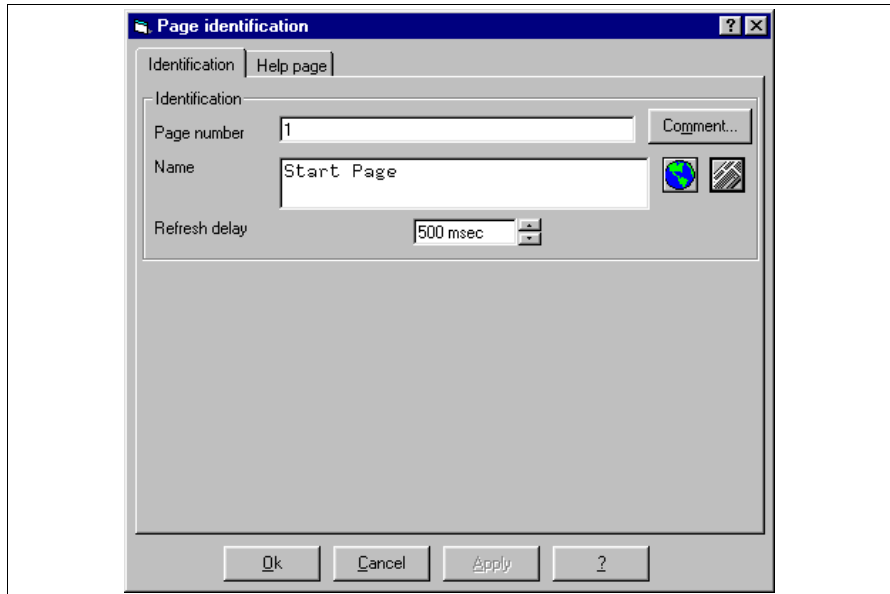 Page identification
Identification Help page
Identification
Page number 1 Comment...
Name Start Page
Refresh delay 500 msec
Ok Cancel Apply ?